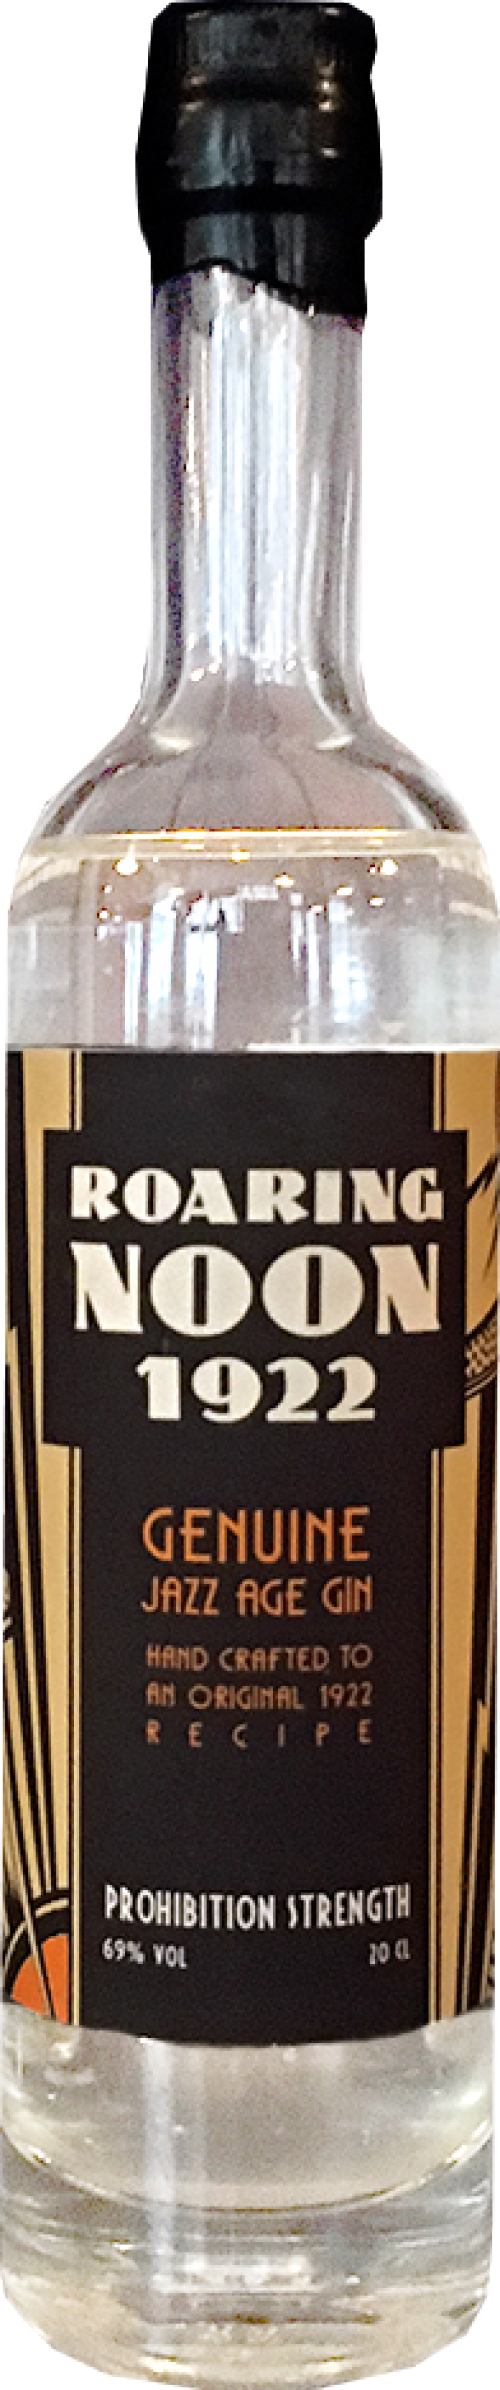 ROARING
NOON
1922
GENUINE
JAZZ AGE GIN
HAND CRAFTED TO
AN ORIGINAL 1922
RECIPE
PROHIBITION STRENGTH
69% VOL 20 CL